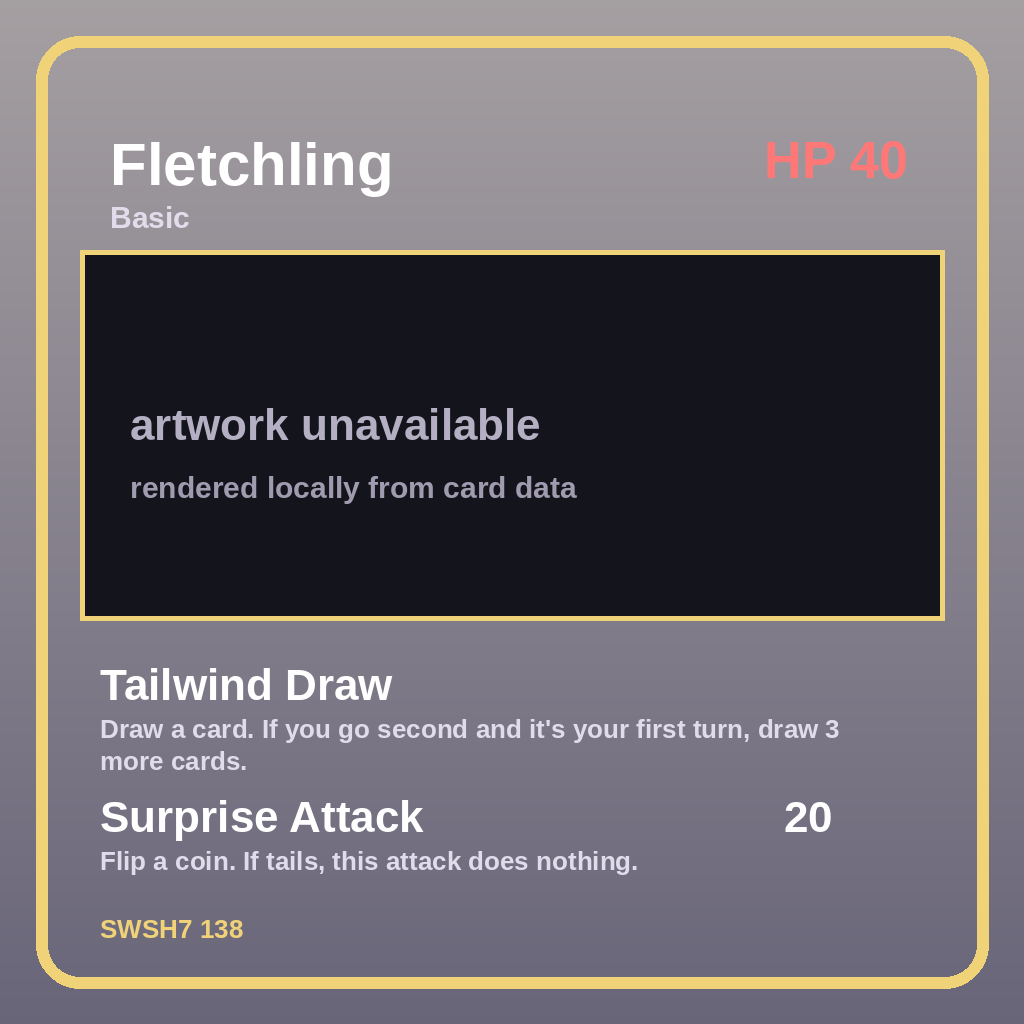 Fletchling
HP 40
Basic
artwork unavailable
rendered locally from card data
Tailwind Draw
Draw a card. If you go second and it's your first turn, draw 3
more cards.
Surprise Attack
20
Flip a coin. If tails, this attack does nothing.
SWSH7 138